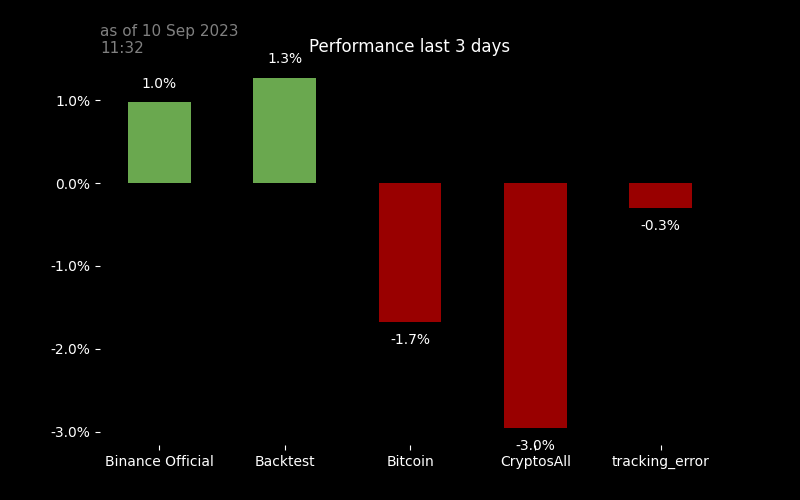 as of 10 Sep 2023
11:32
Performance last 3 days
1.0%
1.3%
-1.7%
-3.0%
-0.3%
1.0%
0.0%
-1.0%
-2.0%
-3.0%
Binance Official
Backtest
Bitcoin
CryptosAll
tracking_error